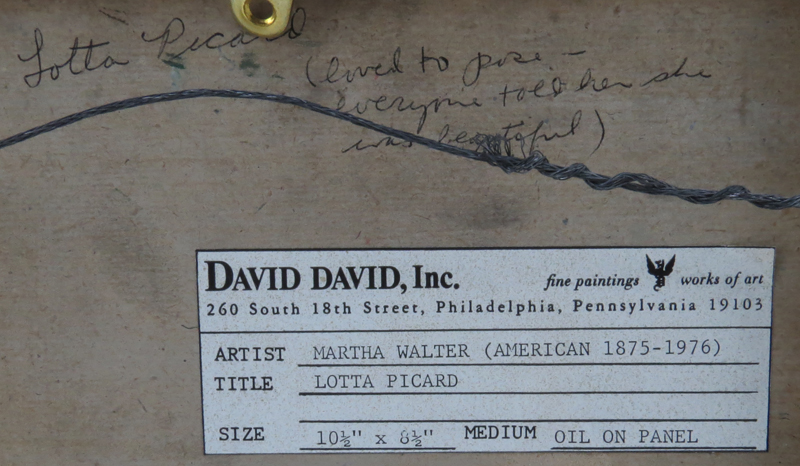 Lotta Picard
(loved to pose -
everyone told her she
was beautiful)
DAVID DAVID, Inc. fine paintings works of art
260 South 18th Street, Philadelphia, Pennsylvania 19103
ARTIST MARTHA WALTER (AMERICAN 1875-1976)
TITLE LOTTA PICARD
SIZE 10½" x 8½" MEDIUM OIL ON PANEL